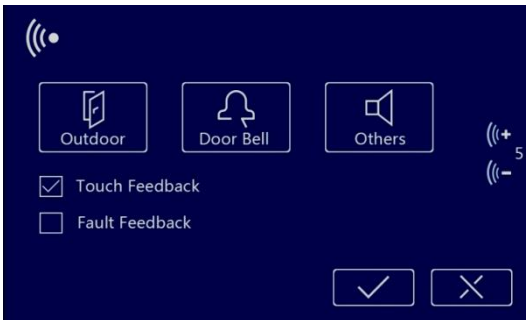 Outdoor
Door Bell
Others
5
Touch Feedback
Fault Feedback